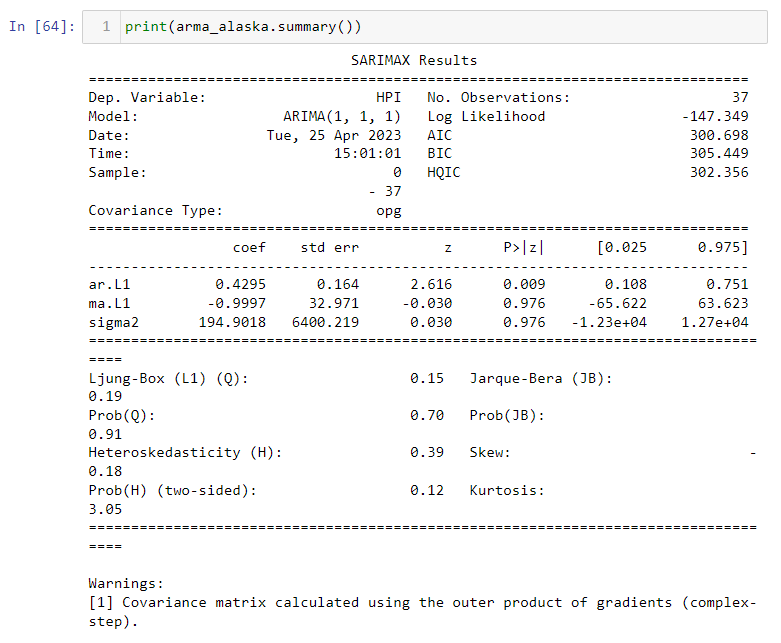 In [64]: 1 print(arma_alaska.summary())
SARIMAX Results
==============================================================================
Dep. Variable: HPI No. Observations: 37
Model: ARIMA(1, 1, 1) Log Likelihood -147.349
Date: Tue, 25 Apr 2023 AIC 300.698
Time: 15:01:01 BIC 305.449
Sample: 0 HQIC 302.356
- 37
Covariance Type: opg
==============================================================================
coef std err z P>|z| [0.025 0.975]
------------------------------------------------------------------------------
ar.L1 0.4295 0.164 2.616 0.009 0.108 0.751
ma.L1 -0.9997 32.971 -0.030 0.976 -65.622 63.623
sigma2 194.9018 6400.219 0.030 0.976 -1.23e+04 1.27e+04
===============================================================================
====
Ljung-Box (L1) (Q): 0.15 Jarque-Bera (JB):
0.19
Prob(Q): 0.70 Prob(JB):
0.91
Heteroskedasticity (H): 0.39 Skew: -
0.18
Prob(H) (two-sided): 0.12 Kurtosis:
3.05
===============================================================================
====
Warnings:
[1] Covariance matrix calculated using the outer product of gradients (complex-
step).